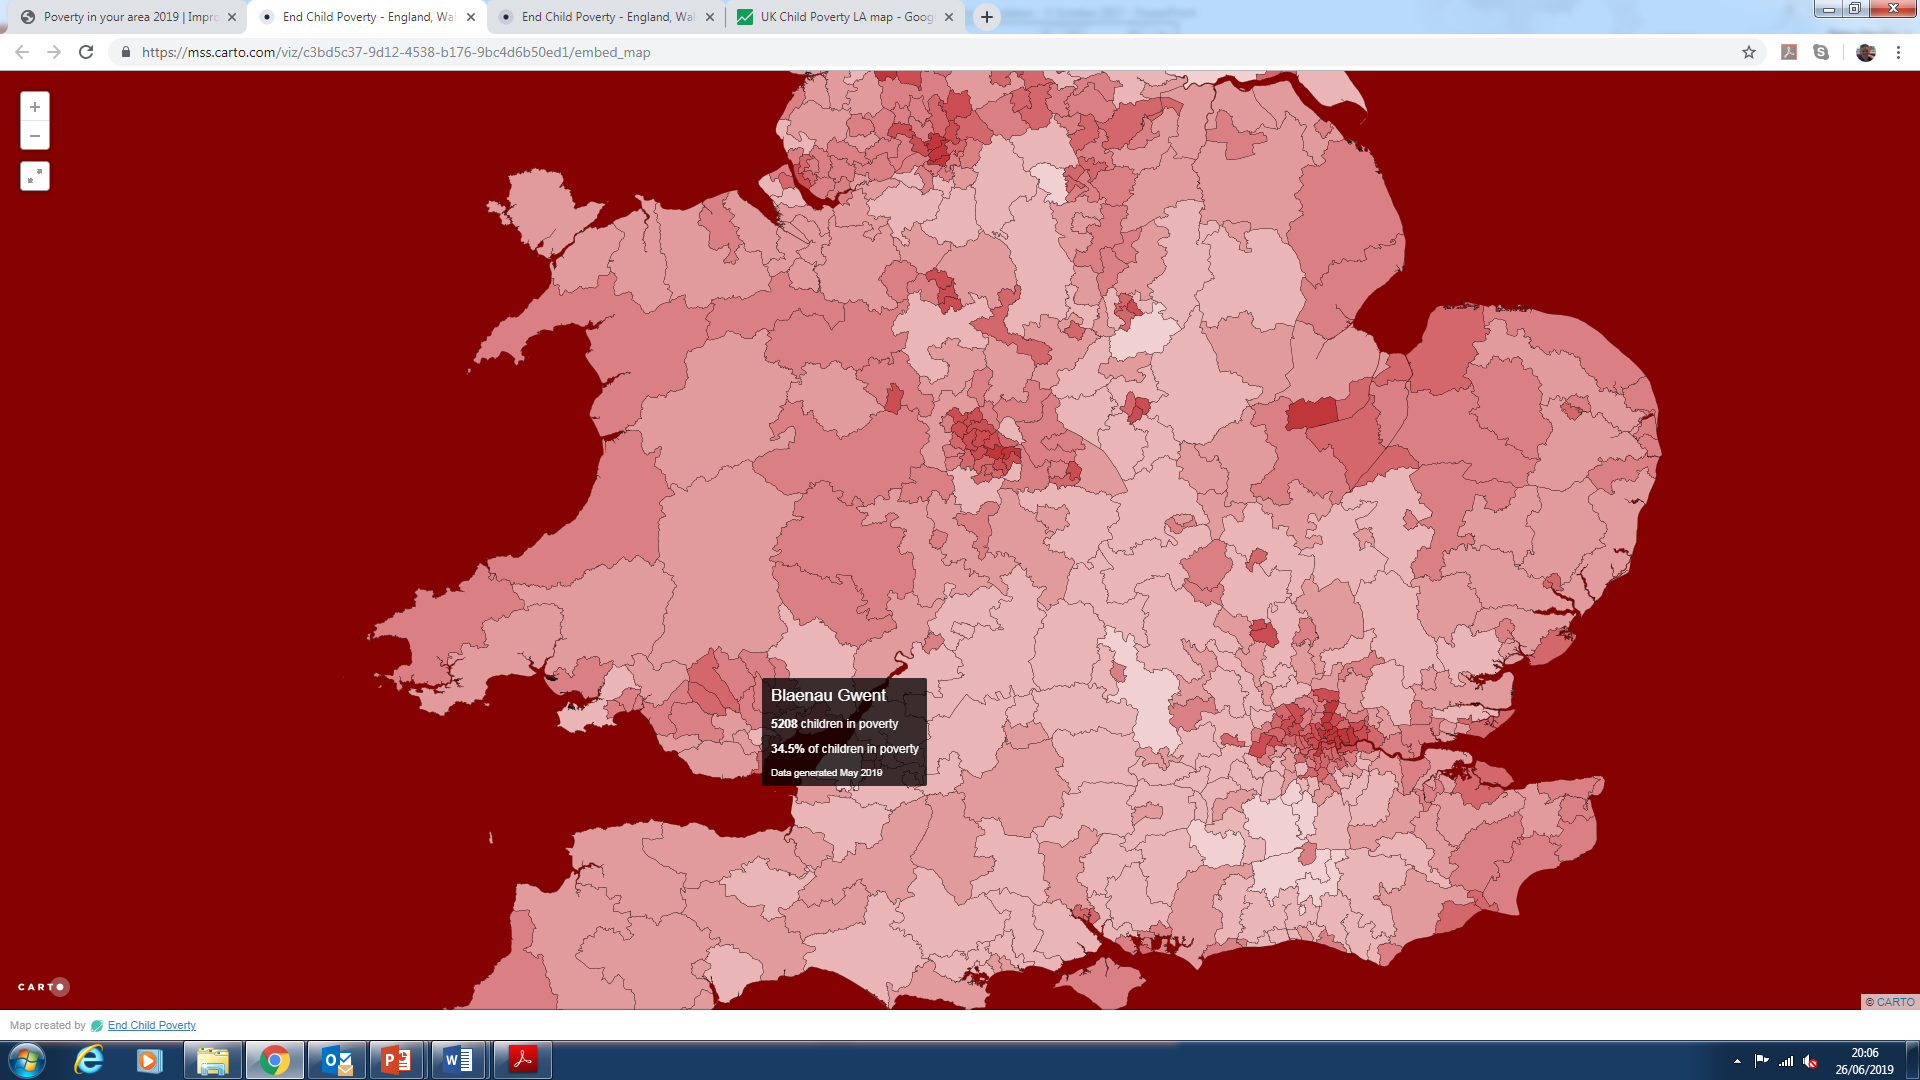 Poverty in your area 2019 | Impro
End Child Poverty - England, Wal
End Child Poverty - England, Wal
UK Child Poverty LA map - Goog
https://mss.carto.com/viz/c3bd5c37-9d12-4538-b176-9bc4d6b50ed1/embed_map
+
−
Blaenau Gwent
5208 children in poverty
34.5% of children in poverty
Data generated May 2019
CARTO
© CARTO
Map created by End Child Poverty
20:06
26/06/2019